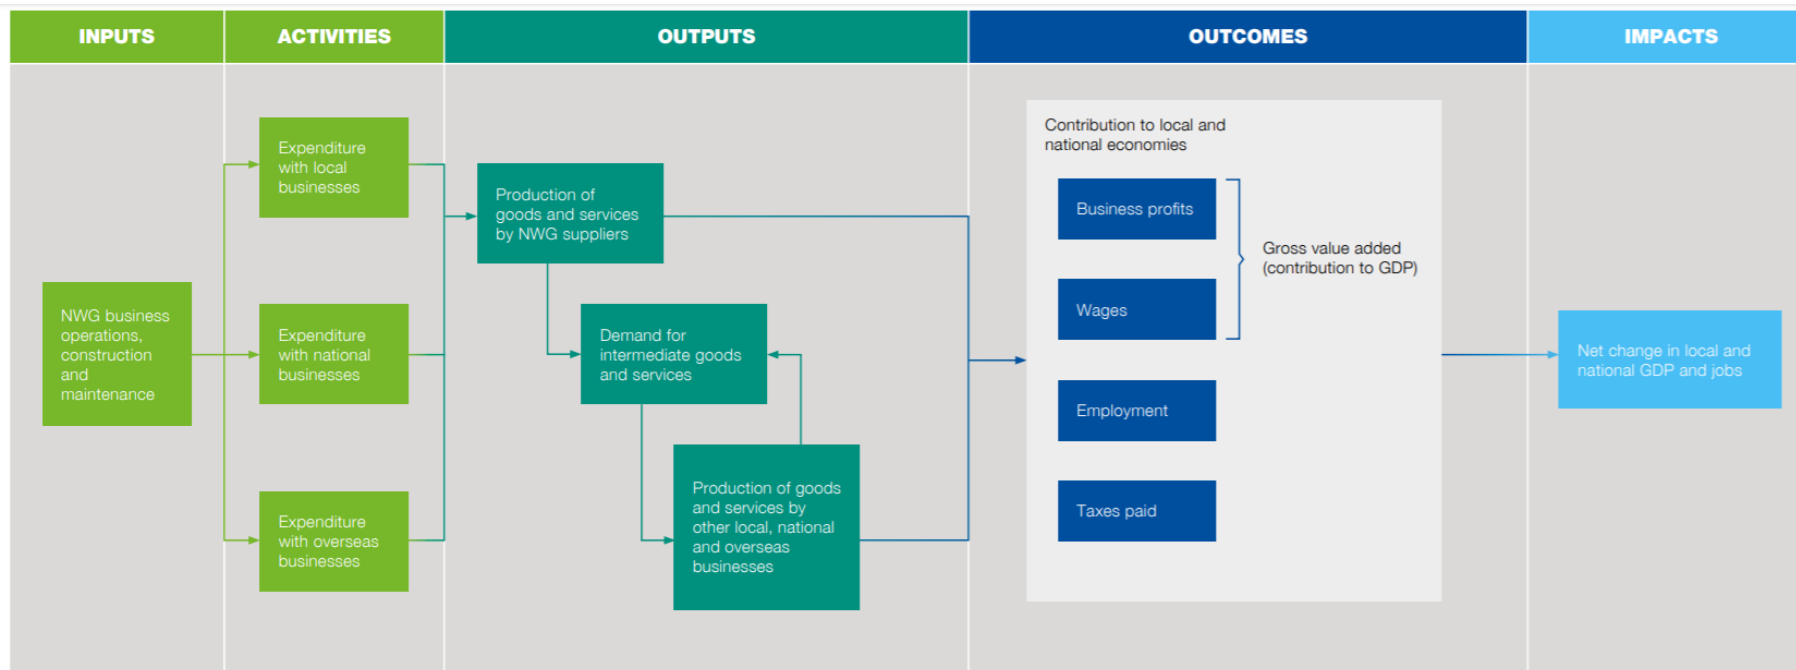 INPUTS
ACTIVITIES
OUTPUTS
OUTCOMES
IMPACTS
NWG business
operations,
construction
and
maintenance
Expenditure
with local
businesses
Expenditure
with national
businesses
Expenditure
with overseas
businesses
Production of
goods and services
by NWG suppliers
Demand for
intermediate goods
and services
Production of goods
and services by
other local, national
and overseas
businesses
Contribution to local and
national economies
Business profits
Wages
Gross value added
(contribution to GDP)
Employment
Taxes paid
Net change in local and
national GDP and jobs